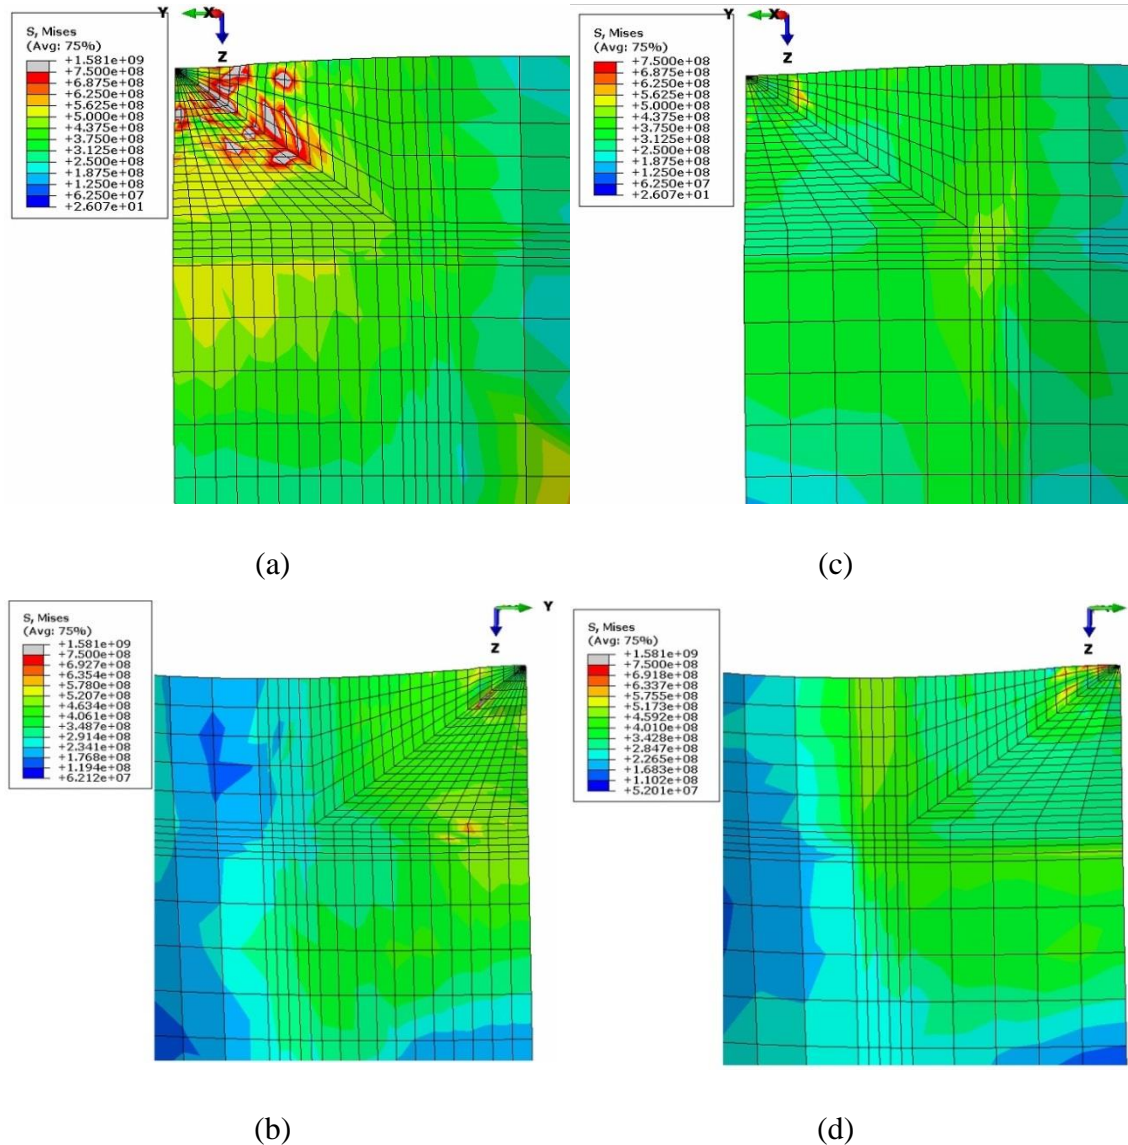 Y X
Z
S, Mises
(Avg: 75%)
+1.581e+09
+7.500e+08
+6.875e+08
+6.250e+08
+5.625e+08
+5.000e+08
+4.375e+08
+3.750e+08
+3.125e+08
+2.500e+08
+1.875e+08
+1.250e+08
+6.250e+07
+2.607e+01
(a)
Y X
Z
S, Mises
(Avg: 75%)
+7.500e+08
+6.875e+08
+6.250e+08
+5.625e+08
+5.000e+08
+4.375e+08
+3.750e+08
+3.125e+08
+2.500e+08
+1.875e+08
+1.250e+08
+6.250e+07
+2.607e+01
(c)
Y
Z
S, Mises
(Avg: 75%)
+1.581e+09
+7.500e+08
+6.927e+08
+6.354e+08
+5.780e+08
+5.207e+08
+4.634e+08
+4.061e+08
+3.487e+08
+2.914e+08
+2.341e+08
+1.768e+08
+1.194e+08
+6.212e+07
(b)
Y
Z
S, Mises
(Avg: 75%)
+1.581e+09
+7.500e+08
+6.918e+08
+6.337e+08
+5.755e+08
+5.173e+08
+4.592e+08
+4.010e+08
+3.428e+08
+2.847e+08
+2.265e+08
+1.683e+08
+1.102e+08
+5.201e+07
(d)